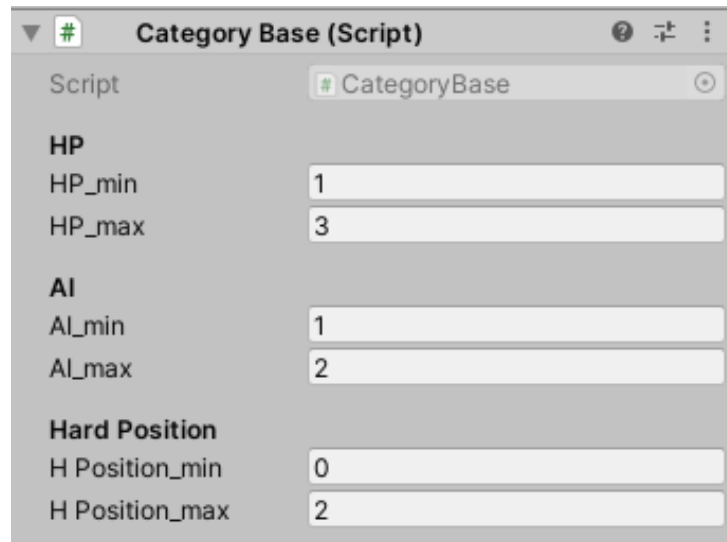 Category Base (Script)
Script # CategoryBase
HP
HP_min 1
HP_max 3
AI
AI_min 1
AI_max 2
Hard Position
H Position_min 0
H Position_max 2